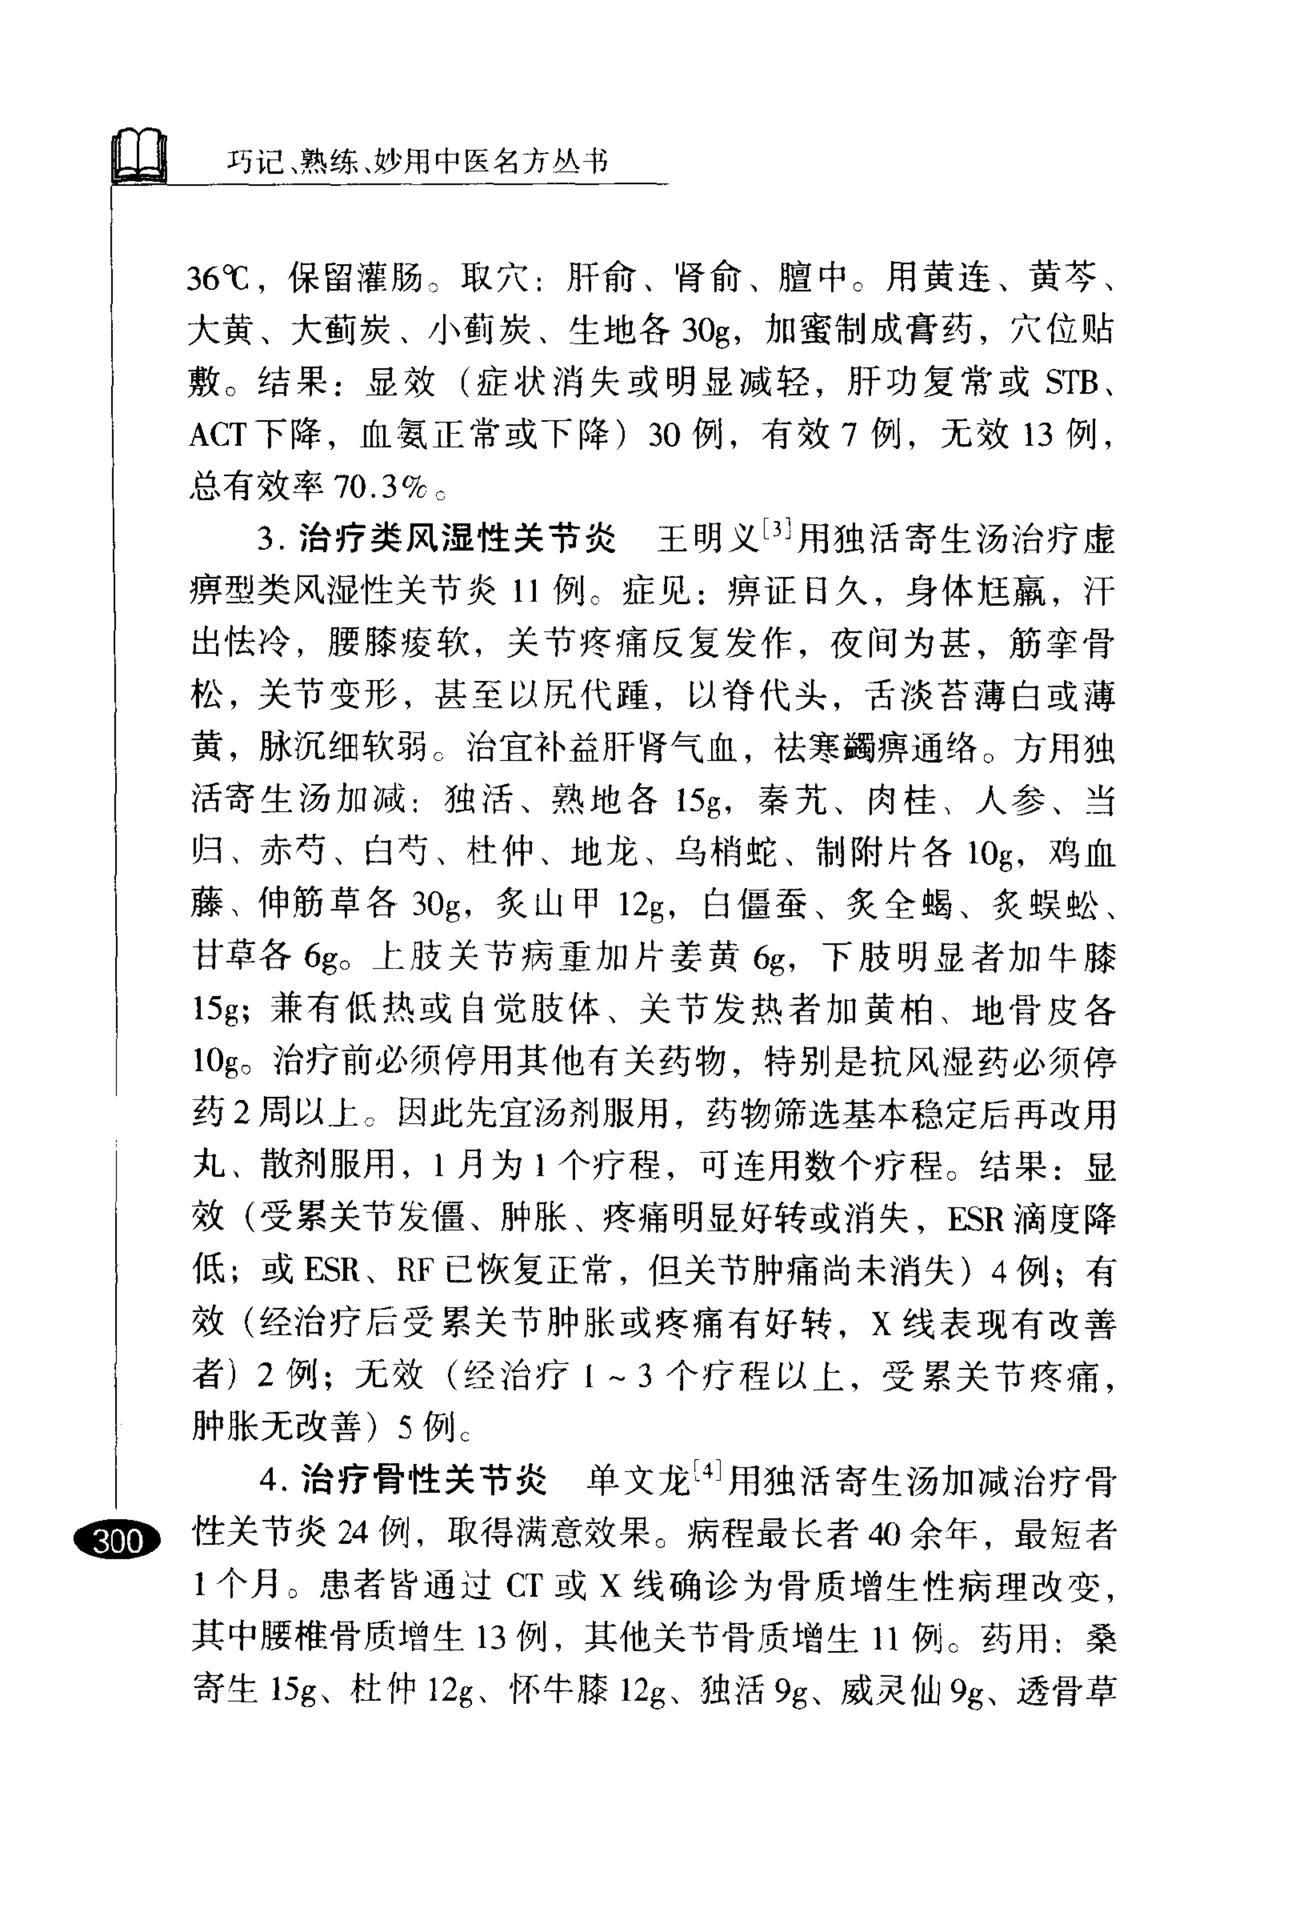 巧记、熟练、妙用中医名方丛书
36℃，保留灌肠。取穴：肝俞、肾俞、膻中。用黄连、黄芩、
大黄、大蓟炭、小蓟炭、生地各 30g，加蜜制成膏药，穴位贴
敷。结果：显效（症状消失或明显减轻，肝功复常或 STB、
ACT下降，血氨正常或下降）30 例，有效 7 例，无效 13 例，
总有效率 70.3%。
3. 治疗类风湿性关节炎　王明义[3]用独活寄生汤治疗虚
痹型类风湿性关节炎 11 例。症见：痹证日久，身体尪羸，汗
出怯冷，腰膝痠软，关节疼痛反复发作，夜间为甚，筋挛骨
松，关节变形，甚至以尻代踵，以脊代头，舌淡苔薄白或薄
黄，脉沉细软弱。治宜补益肝肾气血，祛寒蠲痹通络。方用独
活寄生汤加减：独活、熟地各 15g，秦艽、肉桂、人参、当
归、赤芍、白芍、杜仲、地龙、乌梢蛇、制附片各 10g，鸡血
藤、伸筋草各 30g，炙山甲 12g，白僵蚕、炙全蝎、炙蜈蚣、
甘草各 6g。上肢关节病重加片姜黄 6g，下肢明显者加牛膝
15g；兼有低热或自觉肢体、关节发热者加黄柏、地骨皮各
10g。治疗前必须停用其他有关药物，特别是抗风湿药必须停
药 2 周以上。因此先宜汤剂服用，药物筛选基本稳定后再改用
丸、散剂服用，1 月为 1 个疗程，可连用数个疗程。结果：显
效（受累关节发僵、肿胀、疼痛明显好转或消失，ESR 滴度降
低；或 ESR、RF 已恢复正常，但关节肿痛尚未消失）4 例；有
效（经治疗后受累关节肿胀或疼痛有好转，X 线表现有改善
者）2 例；无效（经治疗 1 ~ 3 个疗程以上，受累关节疼痛，
肿胀无改善）5 例。
4. 治疗骨性关节炎　单文龙[4]用独活寄生汤加减治疗骨
性关节炎 24 例，取得满意效果。病程最长者 40 余年，最短者
1 个月。患者皆通过 CT 或 X 线确诊为骨质增生性病理改变，
其中腰椎骨质增生 13 例，其他关节骨质增生 11 例。药用：桑
寄生 15g、杜仲 12g、怀牛膝 12g、独活 9g、威灵仙 9g、透骨草
300